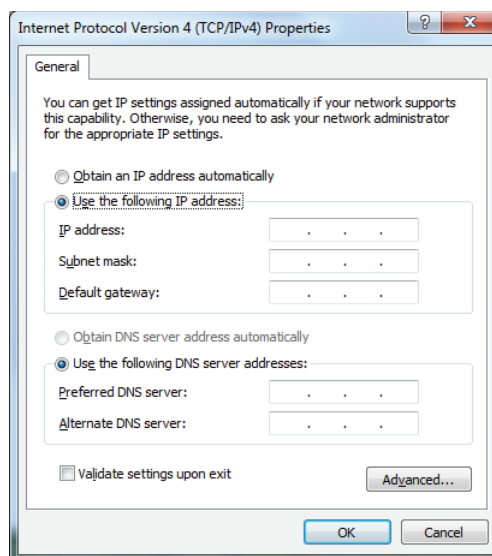 Internet Protocol Version 4 (TCP/IPv4) Properties
General
You can get IP settings assigned automatically if your network supports
this capability. Otherwise, you need to ask your network administrator
for the appropriate IP settings.
Obtain an IP address automatically
Use the following IP address:
IP address:
. . .
Subnet mask:
. . .
Default gateway:
. . .
Obtain DNS server address automatically
Use the following DNS server addresses:
Preferred DNS server:
. . .
Alternate DNS server:
. . .
Validate settings upon exit
Advanced...
OK
Cancel